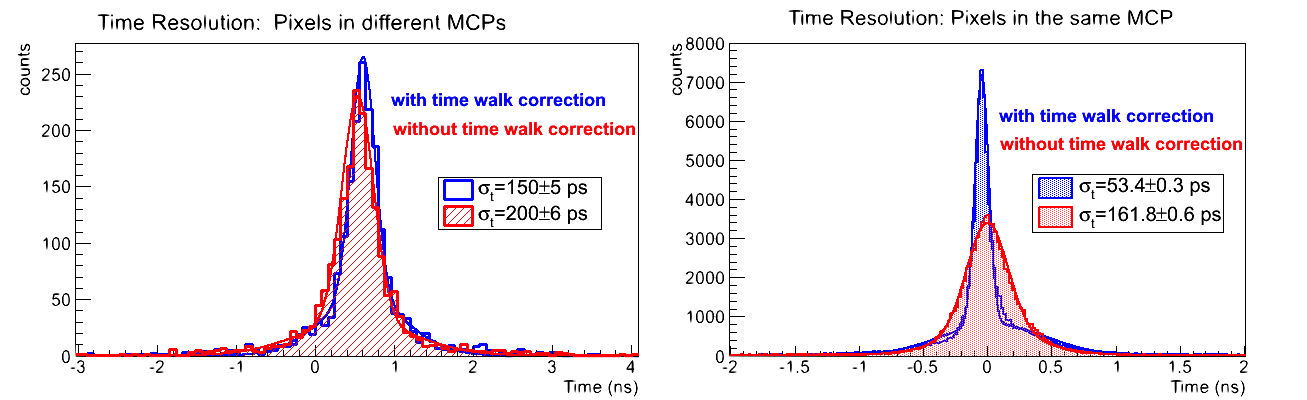 Time Resolution: Pixels in different MCPs
counts
250
200
150
100
50
0
with time walk correction
without time walk correction
σt=150±5 ps
σt=200±6 ps
-3 -2 -1 0 1 2 3 4
Time (ns)
Time Resolution: Pixels in the same MCP
counts
8000
7000
6000
5000
4000
3000
2000
1000
0
with time walk correction
without time walk correction
σt=53.4±0.3 ps
σt=161.8±0.6 ps
-2 -1.5 -1 -0.5 0 0.5 1 1.5 2
Time (ns)